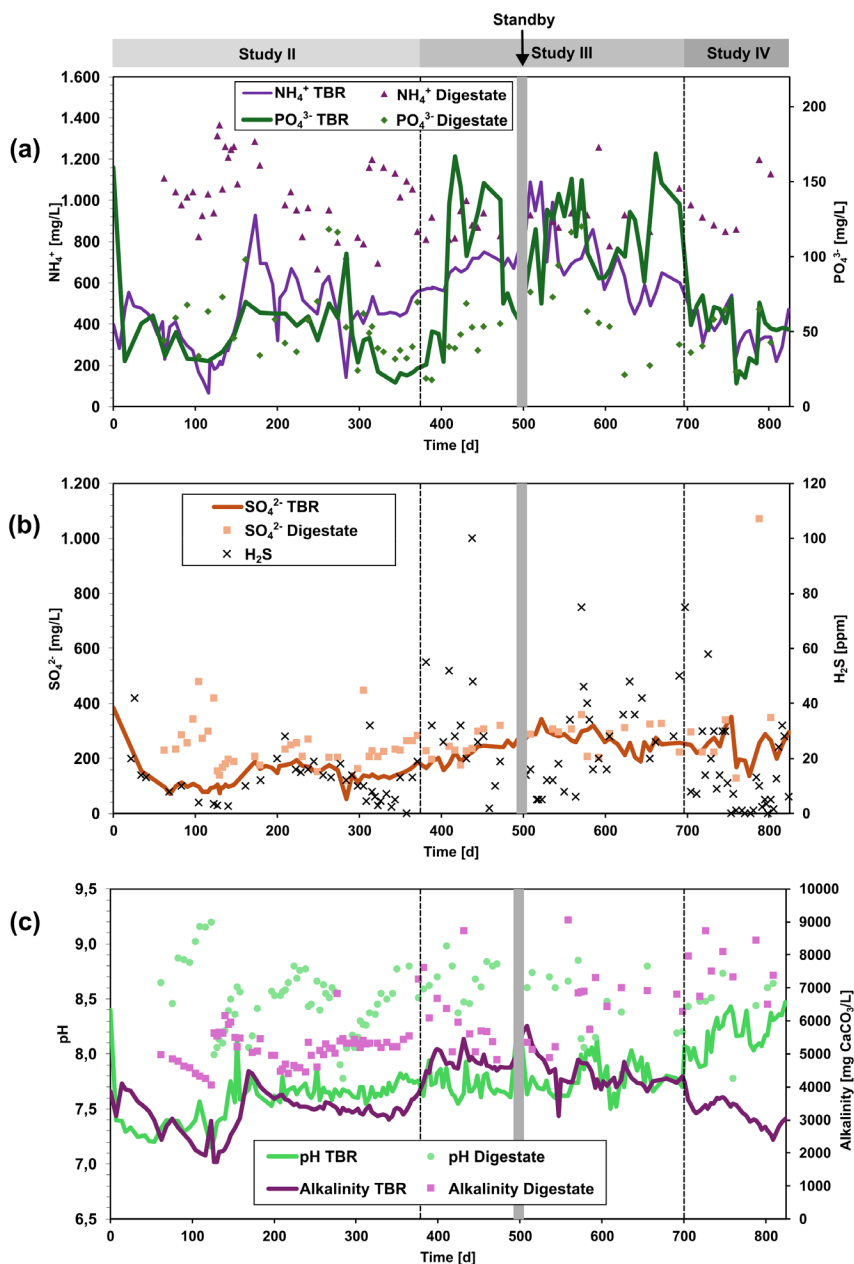 Standby
Study II Study III Study IV
(a)
1.600
1.400
1.200
1.000
800
600
400
200
0
NH₄⁺ [mg/L]
NH₄⁺ TBR
NH₄⁺ Digestate
PO₄³⁻ TBR
PO₄³⁻ Digestate
200
150
100
50
0
PO₄³⁻ [mg/L]
0 100 200 300 400 500 600 700 800
Time [d]
(b)
1.200
1.000
800
600
400
200
0
SO₄²⁻ [mg/L]
SO₄²⁻ TBR
SO₄²⁻ Digestate
H₂S
120
100
80
60
40
20
0
H₂S [ppm]
0 100 200 300 400 500 600 700 800
Time [d]
(c)
9,5
9,0
8,5
8,0
7,5
7,0
6,5
pH
pH TBR
pH Digestate
Alkalinity TBR
Alkalinity Digestate
10000
9000
8000
7000
6000
5000
4000
3000
2000
1000
0
Alkalinity [mg CaCO₃/L]
0 100 200 300 400 500 600 700 800
Time [d]